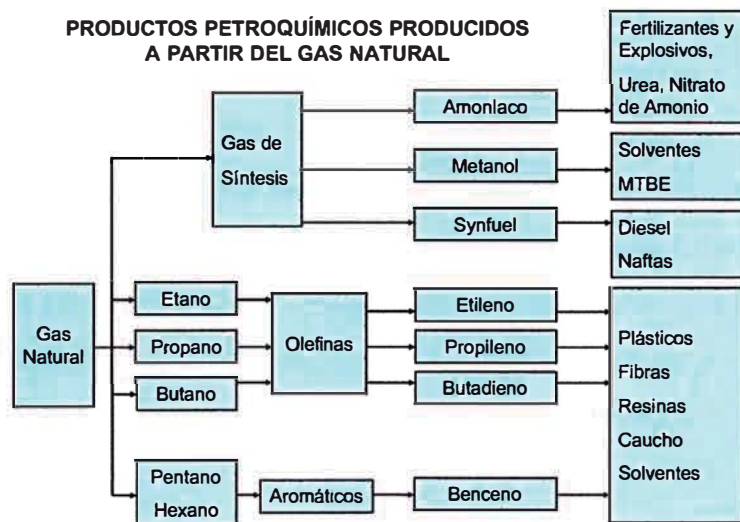 PRODUCTOS PETROQUÍMICOS PRODUCIDOS
A PARTIR DEL GAS NATURAL
Gas
Natural
Gas de
Síntesis
Amoníaco
Fertilizantes y
Explosivos,
Urea, Nitrato
de Amonio
Metanol
Solventes
MTBE
Synfuel
Diesel
Naftas
Etano
Propano
Butano
Olefinas
Etileno
Propileno
Butadieno
Plásticos
Fibras
Resinas
Caucho
Solventes
Pentano
Hexano
Aromáticos
Benceno